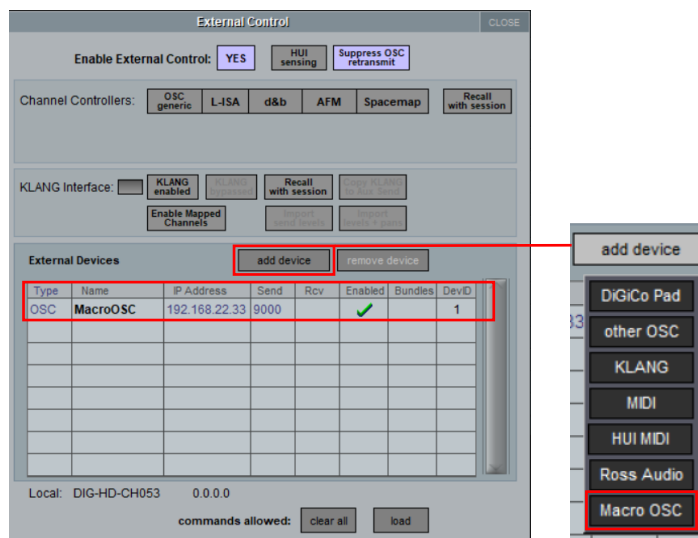 External Control
CLOSE
Enable External Control: YES
HUI sensing
Suppress OSC retransmit
Channel Controllers:
OSC generic
L-ISA
d&b
AFM
Spacemap
Recall with session
KLANG Interface:
KLANG enabled
KLANG bypassed
Recall with session
Copy KLANG to Aux Send
Enable Mapped Channels
Import send levels
Import levels + pans
External Devices
add device
remove device
Type Name IP Address Send Rcv Enabled Bundles DevID
OSC MacroOSC 192.168.22.33 9000 1
Local: DIG-HD-CH053 0.0.0.0
commands allowed: clear all load
add device
DiGiCo Pad
33
other OSC
KLANG
MIDI
HUI MIDI
Ross Audio
Macro OSC